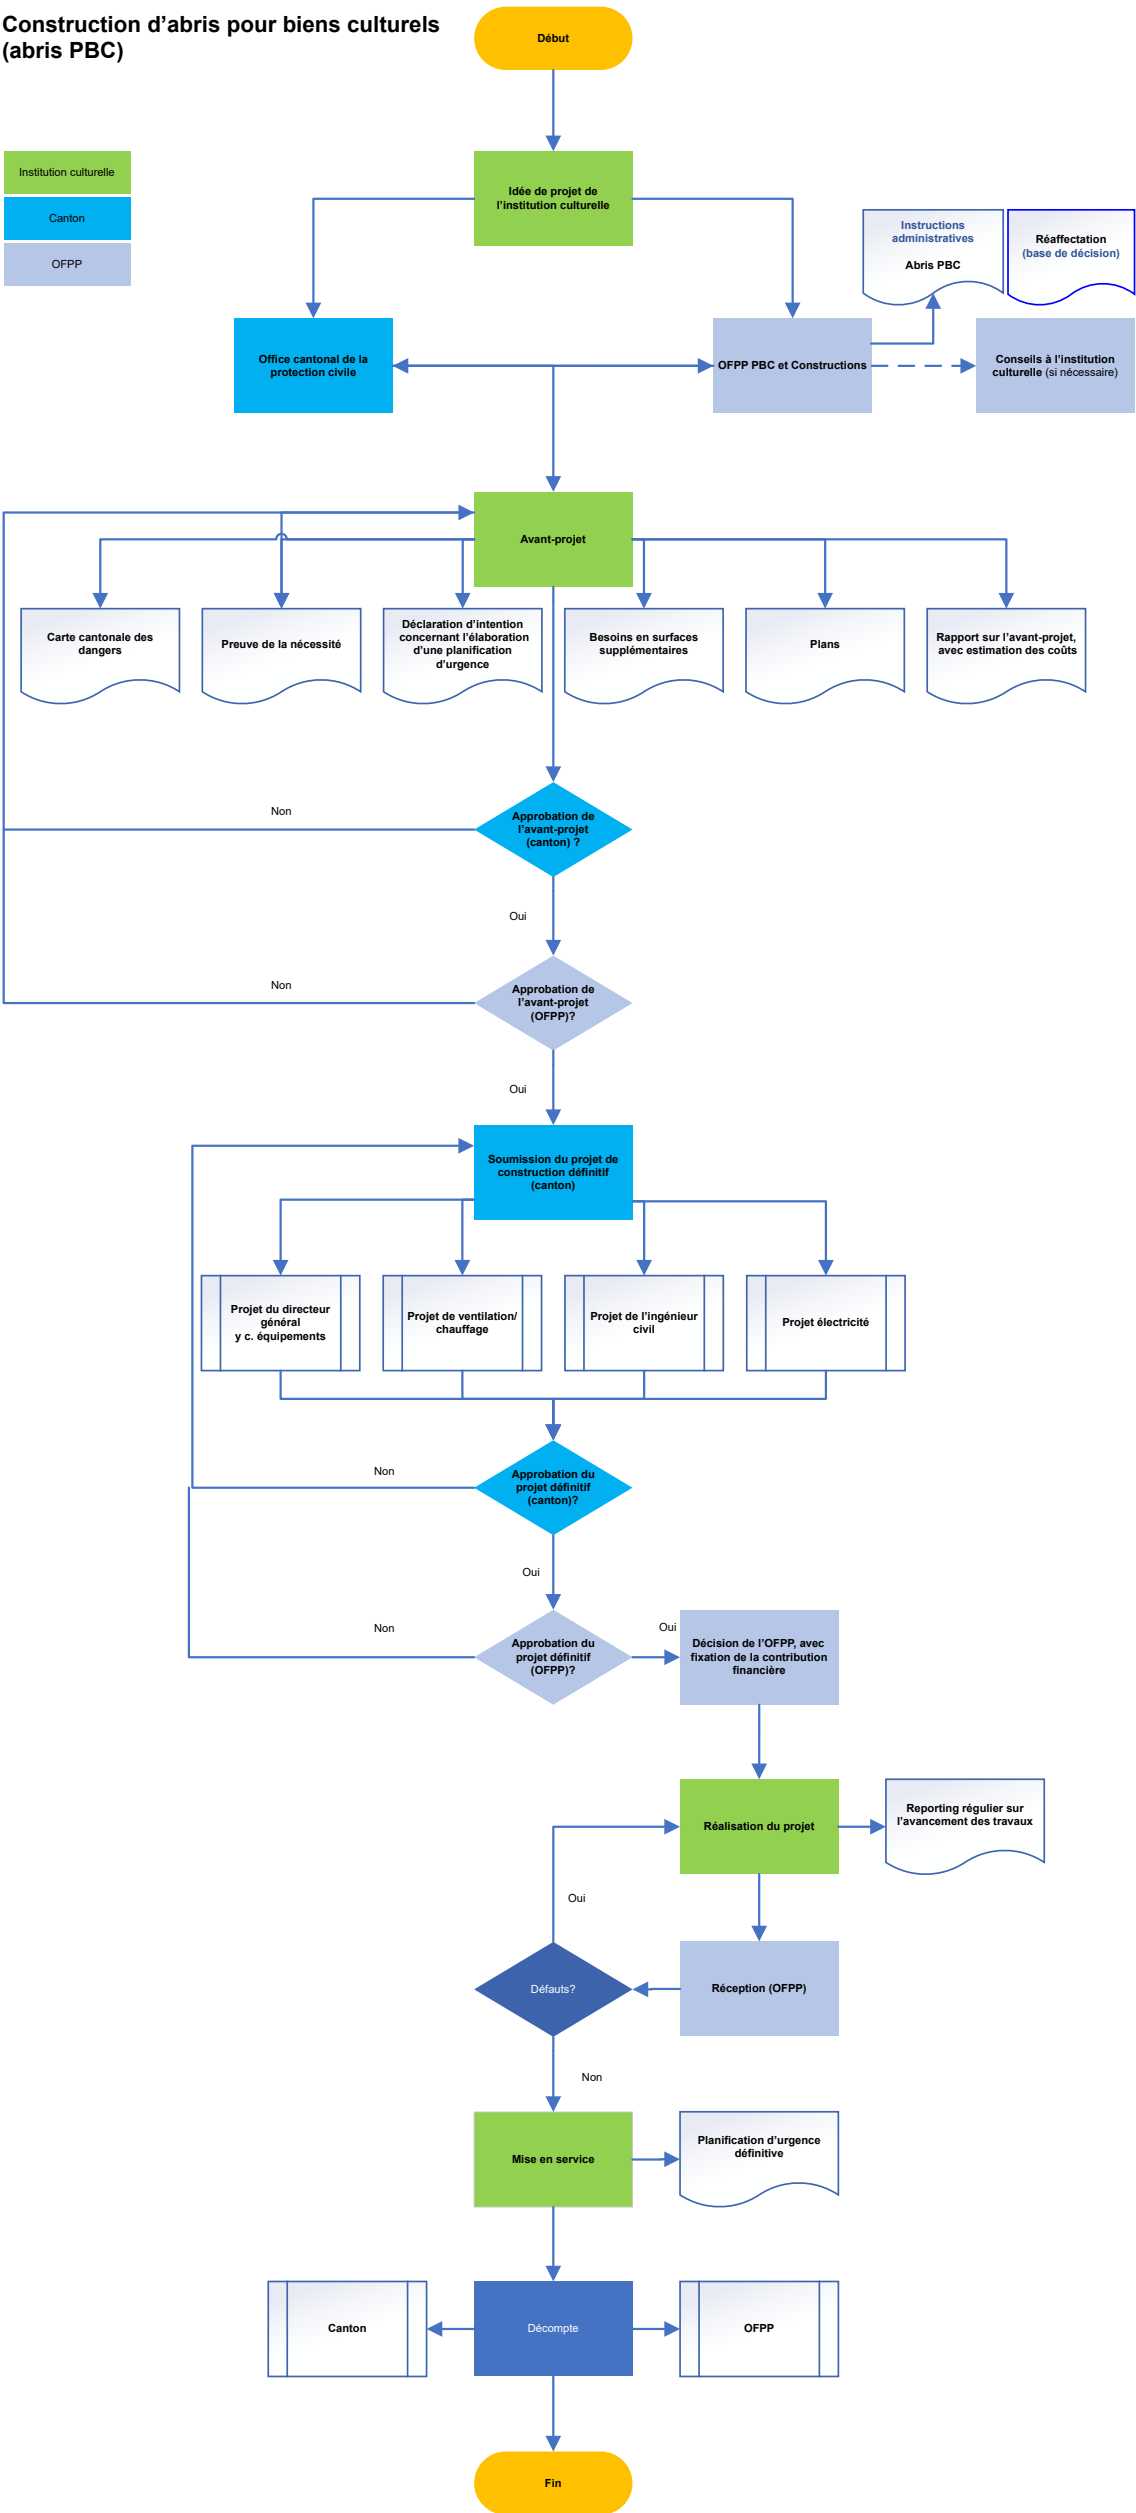 Construction d’abris pour biens culturels
(abris PBC)
Début
Institution culturelle
Canton
OFPP
Idée de projet de
l’institution culturelle
Instructions
administratives
Abris PBC
Réaffectation
(base de décision)
Office cantonal de la
protection civile
OFPP PBC et Constructions
Conseils à l’institution
culturelle (si nécessaire)
Avant-projet
Carte cantonale des
dangers
Preuve de la nécessité
Déclaration d’intention
concernant l’élaboration
d’une planification
d’urgence
Besoins en surfaces
supplémentaires
Plans
Rapport sur l’avant-projet,
avec estimation des coûts
Non
Approbation de
l’avant-projet
(canton) ?
Oui
Non
Approbation de
l’avant-projet
(OFPP)?
Oui
Soumission du projet de
construction définitif
(canton)
Projet du directeur
général
y c. équipements
Projet de ventilation/
chauffage
Projet de l’ingénieur
civil
Projet électricité
Non
Approbation du
projet définitif
(canton)?
Oui
Non
Approbation du
projet définitif
(OFPP)?
Oui
Décision de l’OFPP, avec
fixation de la contribution
financière
Réalisation du projet
Reporting régulier sur
l’avancement des travaux
Oui
Défauts?
Réception (OFPP)
Non
Mise en service
Planification d’urgence
définitive
Canton
Décompte
OFPP
Fin